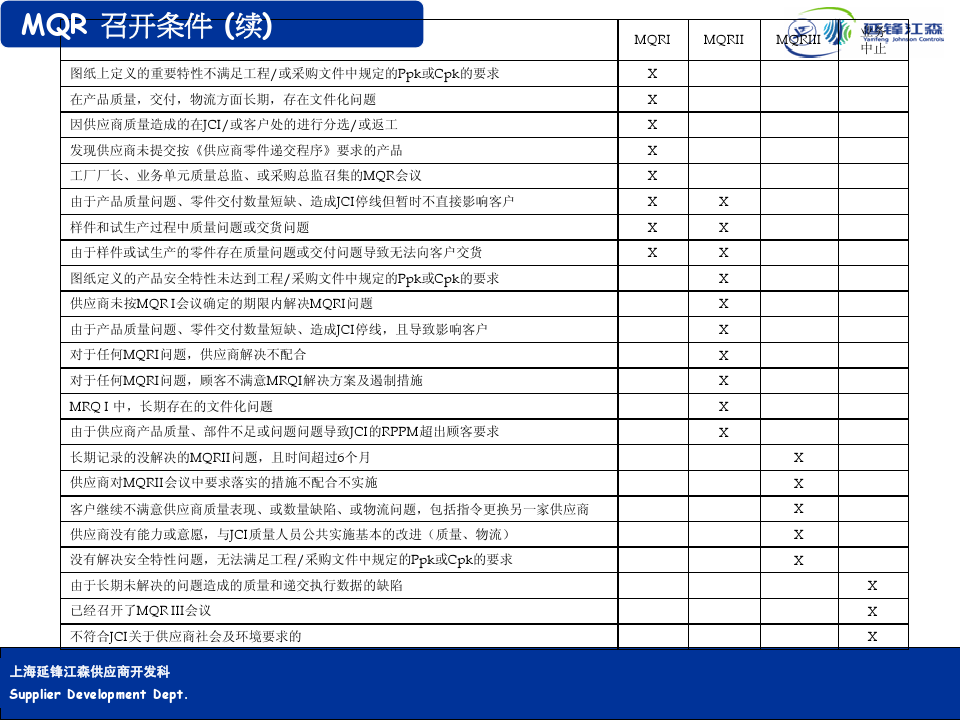 MQR 召开条件 (续)
延锋江森
Yanfeng Johnson Controls
MQRI MQRII MQRIII 业务中止
图纸上定义的重要特性不满足工程/或采购文件中规定的Ppk或Cpk的要求 X
在产品质量，交付，物流方面长期，存在文件化问题 X
因供应商质量造成的在JCI/或客户处的进行分选/或返工 X
发现供应商未提交按《供应商零件递交程序》要求的产品 X
工厂厂长、业务单元质量总监、或采购总监召集的MQR会议 X
由于产品质量问题、零件交付数量短缺、造成JCI停线但暂时不直接影响客户 X X
样件和试生产过程中质量问题或交货问题 X X
由于样件或试生产的零件存在质量问题或交付问题导致无法向客户交货 X X
图纸定义的产品安全特性未达到工程/采购文件中规定的Ppk或Cpk的要求 X
供应商未按MQR I会议确定的期限内解决MQRI问题 X
由于产品质量问题、零件交付数量短缺、造成JCI停线，且导致影响客户 X
对于任何MQRI问题，供应商解决不配合 X
对于任何MQRI问题，顾客不满意MRQI解决方案及遏制措施 X
MRQ I 中，长期存在的文件化问题 X
由于供应商产品质量、部件不足或问题问题导致JCI的RPPM超出顾客要求 X
长期记录的没解决的MQRII问题，且时间超过6个月 X
供应商对MQRII会议中要求落实的措施不配合不实施 X
客户继续不满意供应商质量表现、或数量缺陷、或物流问题，包括指令更换另一家供应商 X
供应商没有能力或意愿，与JCI质量人员公共实施基本的改进（质量、物流） X
没有解决安全特性问题，无法满足工程/采购文件中规定的Ppk或Cpk的要求 X
由于长期未解决的问题造成的质量和递交执行数据的缺陷 X
已经召开了MQR III会议 X
不符合JCI关于供应商社会及环境要求的 X
上海延锋江森供应商开发科
Supplier Development Dept.